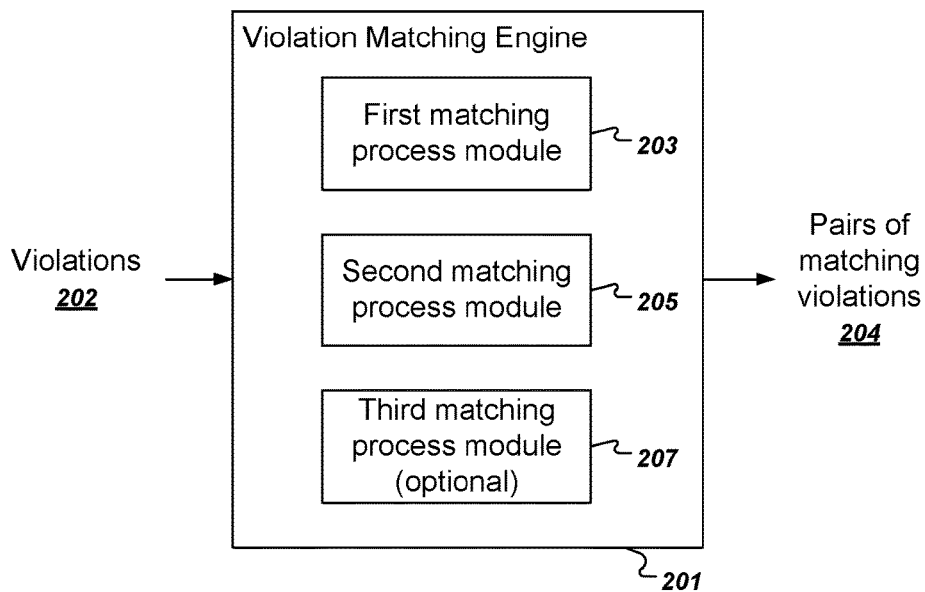 Violation Matching Engine
First matching
process module
203
Violations
202
Second matching
process module
205
Pairs of
matching
violations
204
Third matching
process module
(optional)
207
201